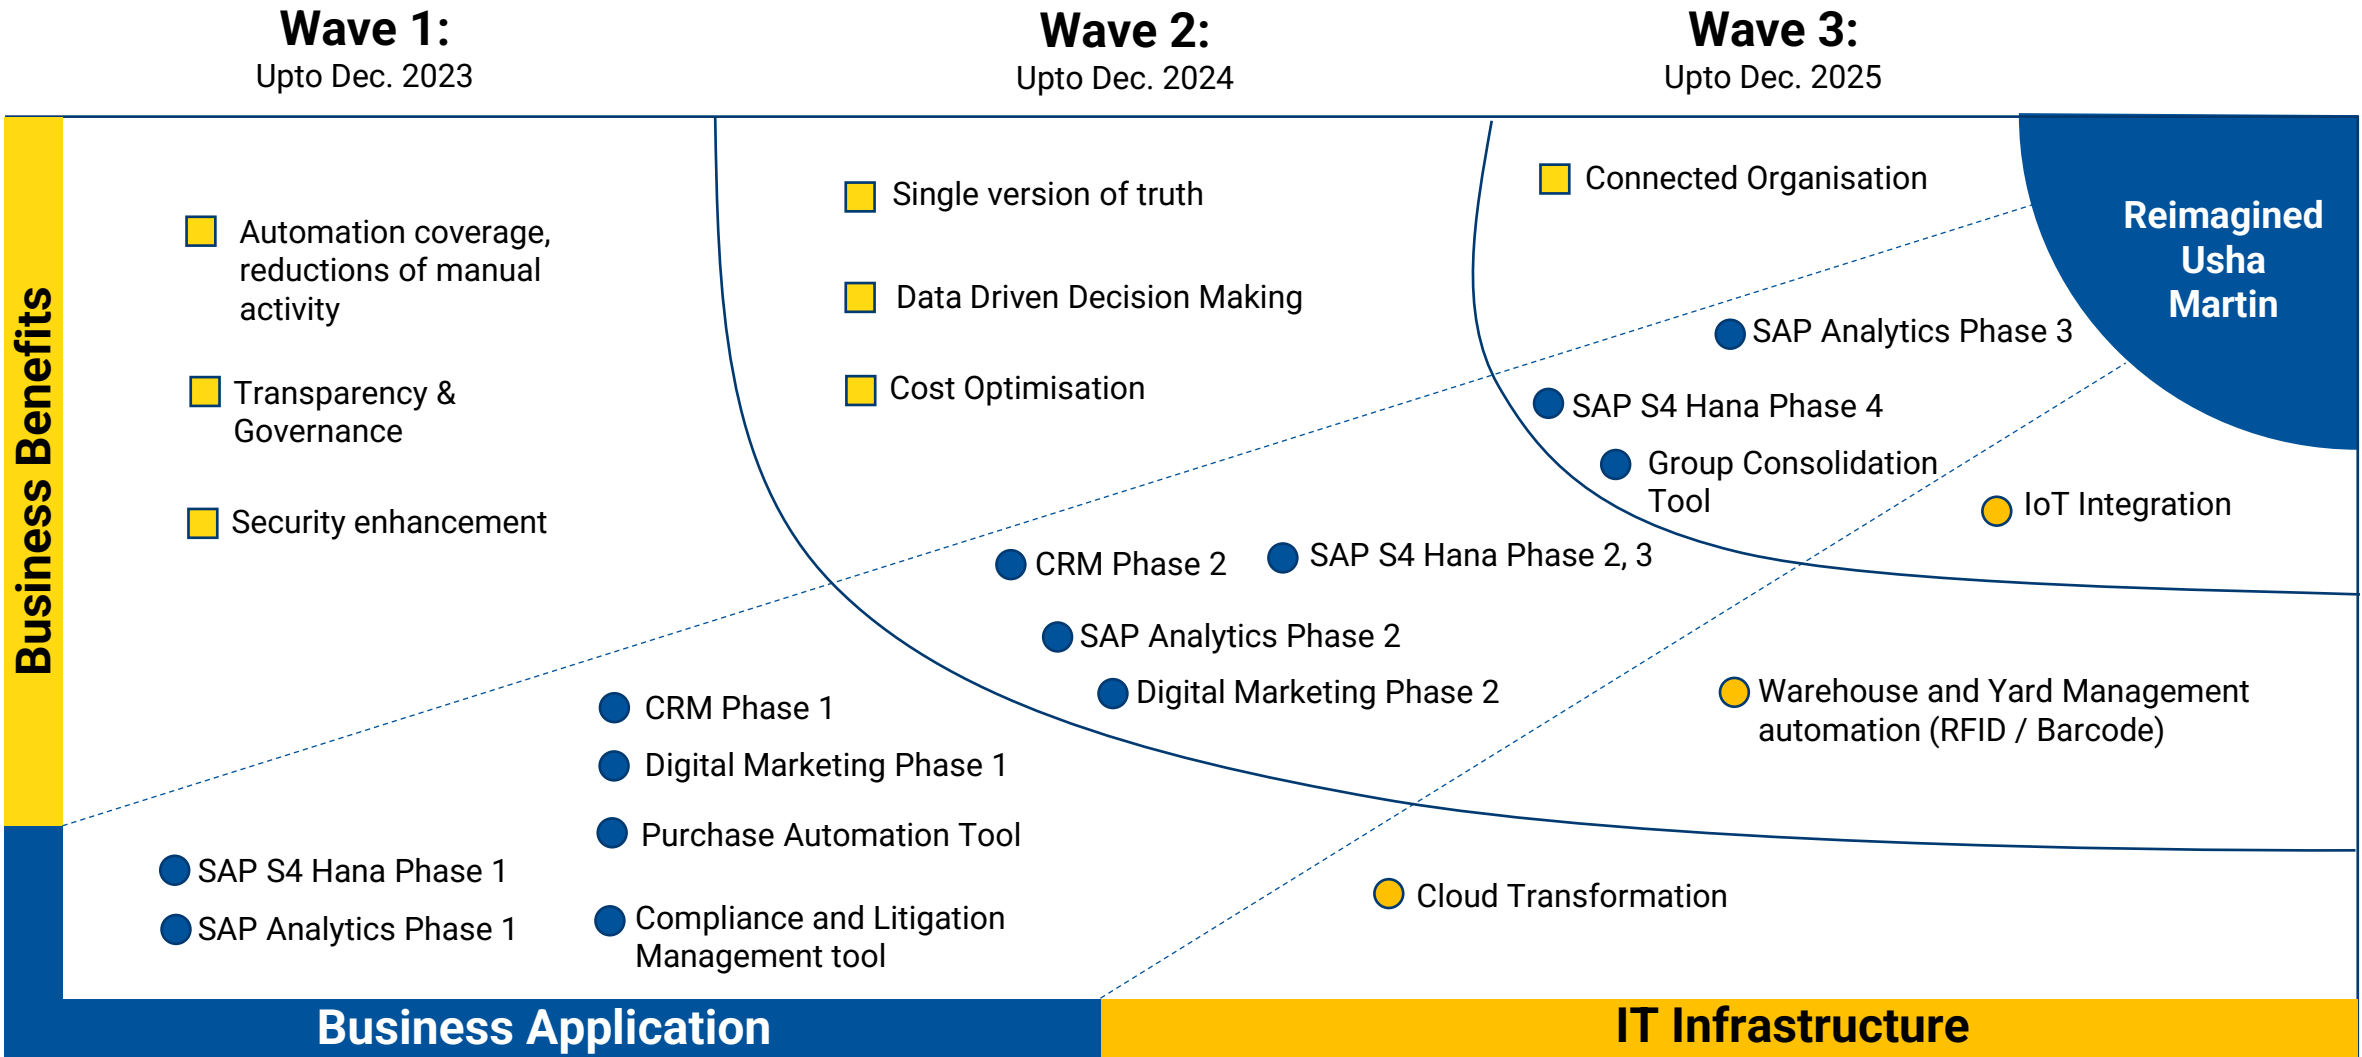 Wave 1:
Upto Dec. 2023
Wave 2:
Upto Dec. 2024
Wave 3:
Upto Dec. 2025
Business Benefits
Automation coverage,
reductions of manual
activity
Transparency &
Governance
Security enhancement
Single version of truth
Data Driven Decision Making
Cost Optimisation
Connected Organisation
Reimagined
Usha
Martin
SAP Analytics Phase 3
SAP S4 Hana Phase 4
Group Consolidation
Tool
IoT Integration
CRM Phase 2
SAP S4 Hana Phase 2, 3
SAP Analytics Phase 2
Digital Marketing Phase 2
Warehouse and Yard Management
automation (RFID / Barcode)
CRM Phase 1
Digital Marketing Phase 1
Purchase Automation Tool
Compliance and Litigation
Management tool
SAP S4 Hana Phase 1
SAP Analytics Phase 1
Cloud Transformation
Business Application
IT Infrastructure